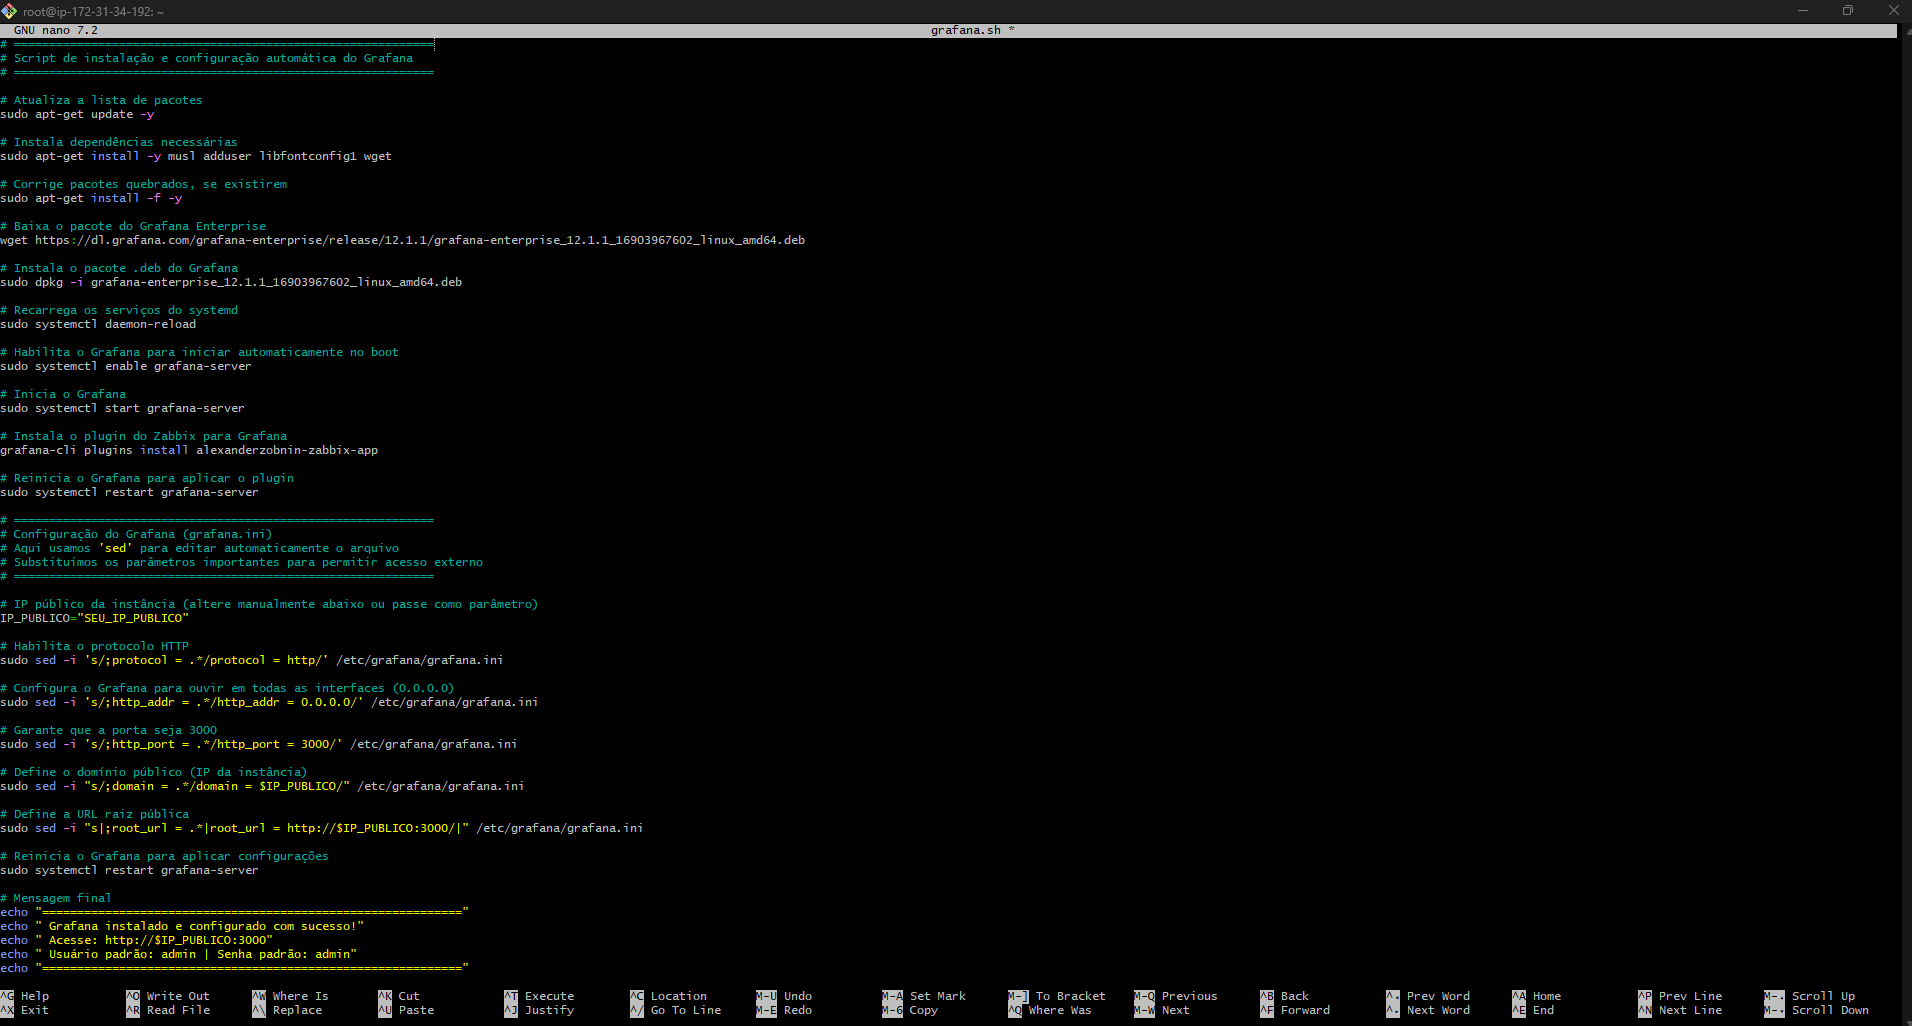 root@ip-172-31-34-192: ~
GNU nano 7.2 grafana.sh *
# ============================================================
# Script de instalação e configuração automática do Grafana
# ============================================================
# Atualiza a lista de pacotes
sudo apt-get update -y
# Instala dependências necessárias
sudo apt-get install -y musl adduser libfontconfig1 wget
# Corrige pacotes quebrados, se existirem
sudo apt-get install -f -y
# Baixa o pacote do Grafana Enterprise
wget https://dl.grafana.com/grafana-enterprise/release/12.1.1/grafana-enterprise_12.1.1_16903967602_linux_amd64.deb
# Instala o pacote .deb do Grafana
sudo dpkg -i grafana-enterprise_12.1.1_16903967602_linux_amd64.deb
# Recarrega os serviços do systemd
sudo systemctl daemon-reload
# Habilita o Grafana para iniciar automaticamente no boot
sudo systemctl enable grafana-server
# Inicia o Grafana
sudo systemctl start grafana-server
# Instala o plugin do Zabbix para Grafana
grafana-cli plugins install alexanderzobnin-zabbix-app
# Reinicia o Grafana para aplicar o plugin
sudo systemctl restart grafana-server
# ============================================================
# Configuração do Grafana (grafana.ini)
# Aqui usamos 'sed' para editar automaticamente o arquivo
# Substituímos os parâmetros importantes para permitir acesso externo
# ============================================================
# IP público da instância (altere manualmente abaixo ou passe como parâmetro)
IP_PUBLICO="SEU_IP_PUBLICO"
# Habilita o protocolo HTTP
sudo sed -i 's/;protocol = .*/protocol = http/' /etc/grafana/grafana.ini
# Configura o Grafana para ouvir em todas as interfaces (0.0.0.0)
sudo sed -i 's/;http_addr = .*/http_addr = 0.0.0.0/' /etc/grafana/grafana.ini
# Garante que a porta seja 3000
sudo sed -i 's/;http_port = .*/http_port = 3000/' /etc/grafana/grafana.ini
# Define o domínio público (IP da instância)
sudo sed -i "s/;domain = .*/domain = $IP_PUBLICO/" /etc/grafana/grafana.ini
# Define a URL raiz pública
sudo sed -i "s|;root_url = .*|root_url = http://$IP_PUBLICO:3000/|" /etc/grafana/grafana.ini
# Reinicia o Grafana para aplicar configurações
sudo systemctl restart grafana-server
# Mensagem final
echo "============================================================"
echo " Grafana instalado e configurado com sucesso!"
echo " Acesse: http://$IP_PUBLICO:3000"
echo " Usuário padrão: admin | Senha padrão: admin"
echo "============================================================"
^G Help ^O Write Out ^W Where Is ^K Cut ^T Execute ^C Location M-U Undo M-A Set Mark M-] To Bracket M-Q Previous ^B Back ^◂ Prev Word ^A Home ^P Prev Line M-▴ Scroll Up
^X Exit ^R Read File ^\ Replace ^U Paste ^J Justify ^/ Go To Line M-E Redo M-6 Copy ^Q Where Was M-W Next ^F Forward ^▸ Next Word ^E End ^N Next Line M-▾ Scroll Down